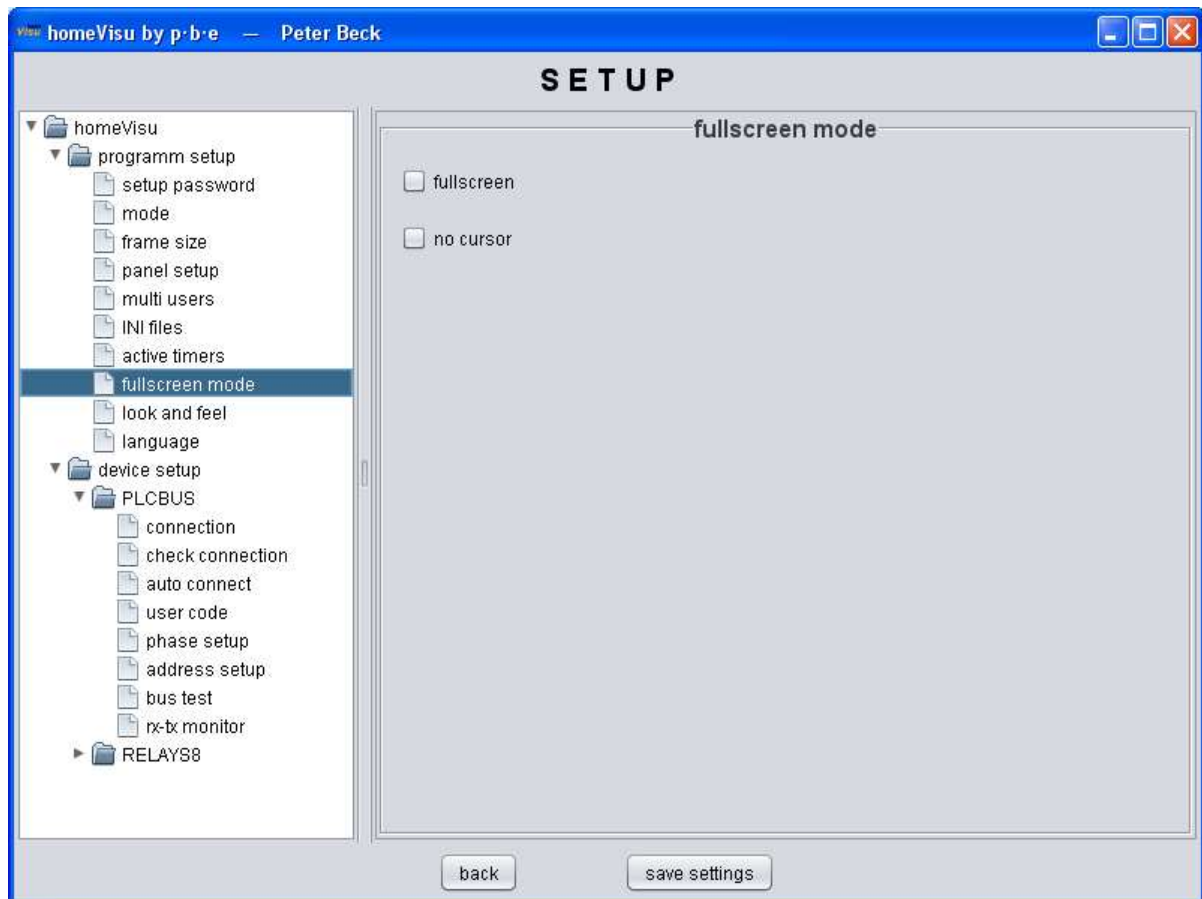 Visu homeVisu by p·b·e — Peter Beck
SETUP
homeVisu
programm setup
setup password
mode
frame size
panel setup
multi users
INI files
active timers
fullscreen mode
look and feel
language
device setup
PLCBUS
connection
check connection
auto connect
user code
phase setup
address setup
bus test
rx-tx monitor
RELAYS8
fullscreen mode
fullscreen
no cursor
back
save settings